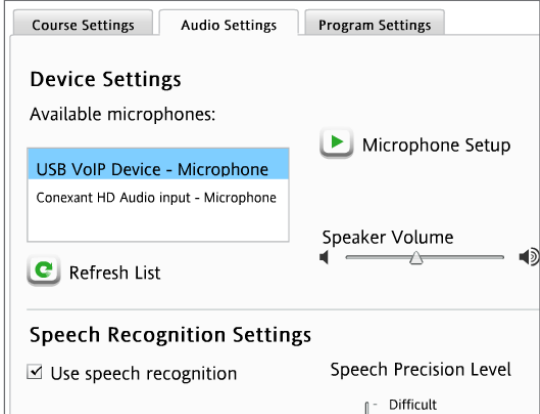 Course Settings
Audio Settings
Program Settings
Device Settings
Available microphones:
USB VoIP Device - Microphone
Conexant HD Audio input - Microphone
Microphone Setup
Refresh List
Speaker Volume
Speech Recognition Settings
Use speech recognition
Speech Precision Level
Difficult